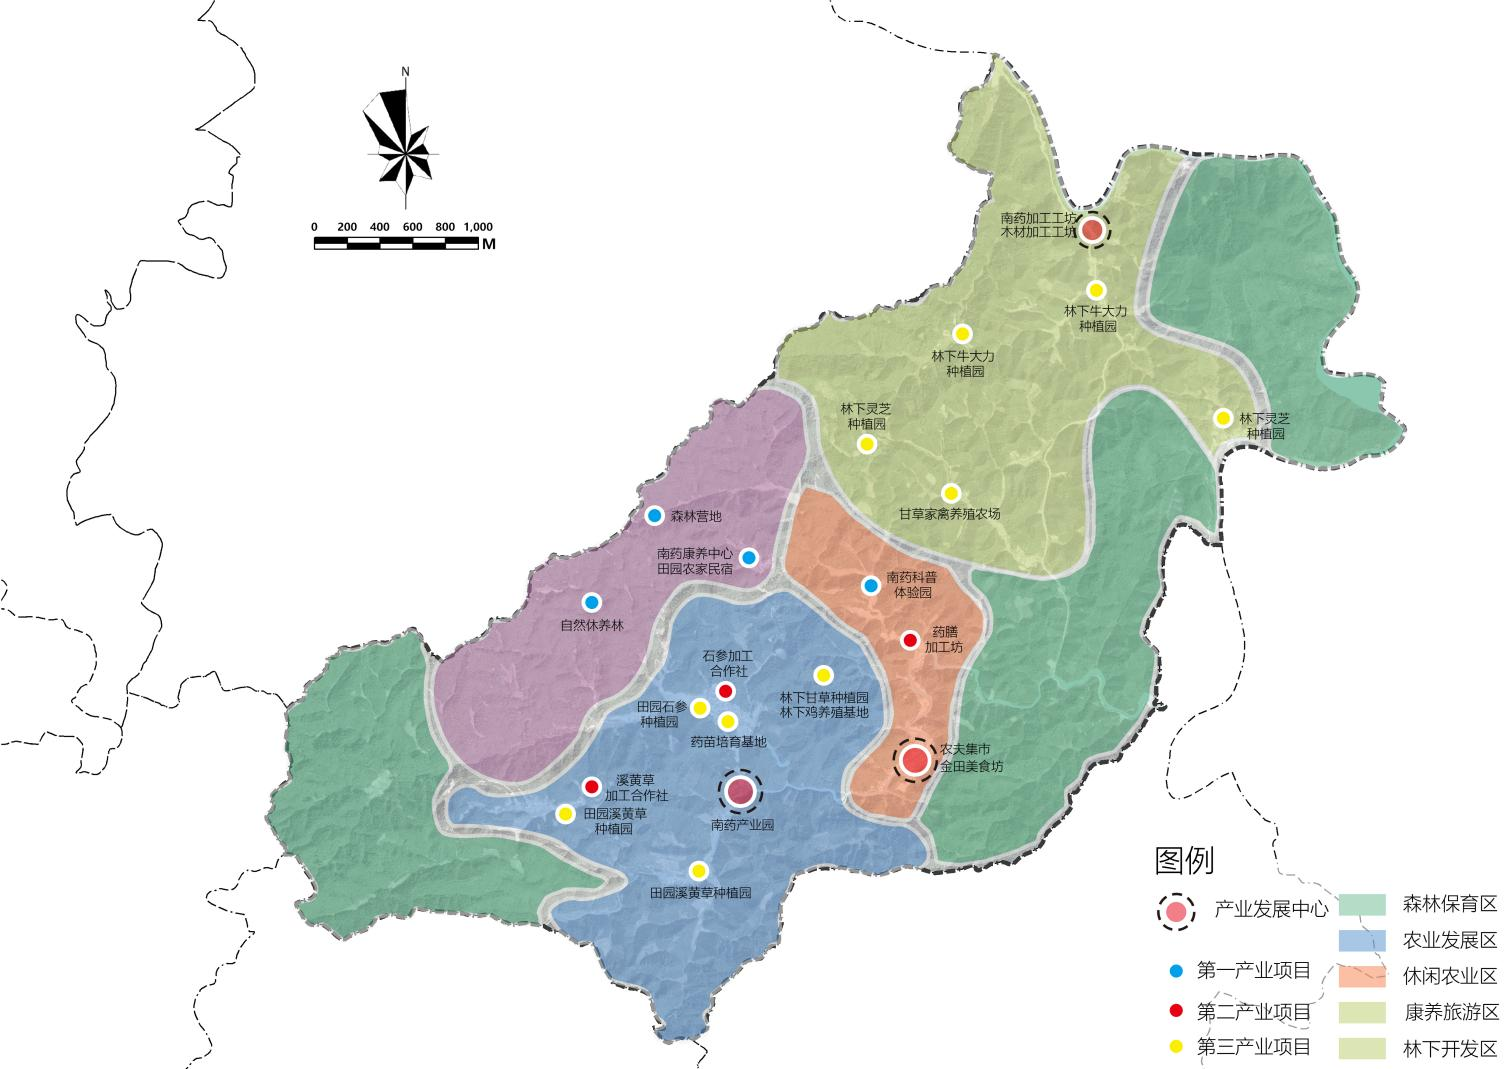 N
0 200 400 600 800 1,000
M
南药加工工坊
木材加工工坊
林下牛大力
种植园
林下牛大力
种植园
林下灵芝
种植园
林下灵芝
种植园
甘草家禽养殖农场
森林营地
南药康养中心
田园农家民宿
自然休养林
南药科普
体验园
药膳
加工坊
石参加工
合作社
田园石参
种植园
药苗培育基地
林下甘草种植园
林下鸡养殖基地
农夫集市
金田美食坊
溪黄草
加工合作社
田园溪黄草
种植园
南药产业园
田园溪黄草种植园
图例
产业发展中心
第一产业项目
第二产业项目
第三产业项目
森林保育区
农业发展区
休闲农业区
康养旅游区
林下开发区